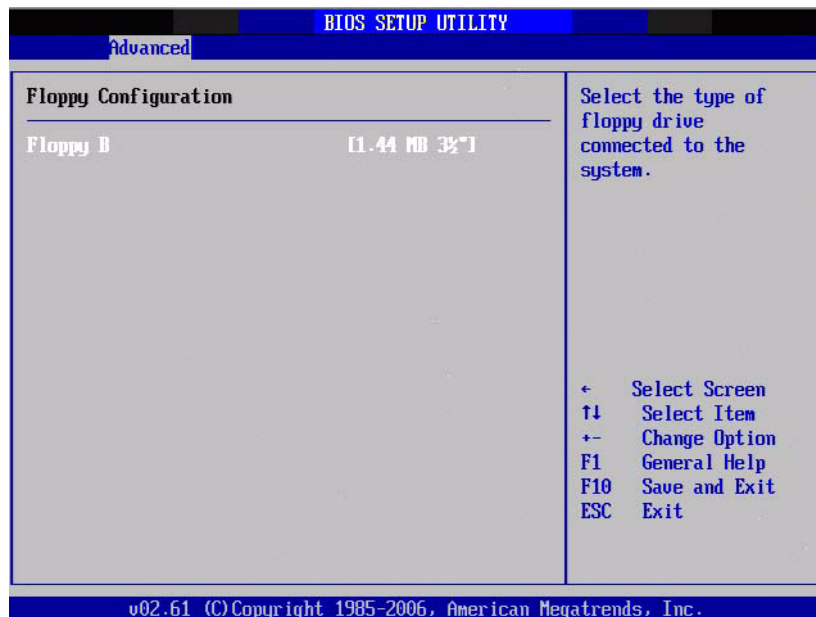 BIOS SETUP UTILITY
Advanced
Floppy Configuration
Floppy B [1.44 MB 3½"]
Select the type of
floppy drive
connected to the
system.
← Select Screen
↑↓ Select Item
+- Change Option
F1 General Help
F10 Save and Exit
ESC Exit
v02.61 (C)Copyright 1985-2006, American Megatrends, Inc.